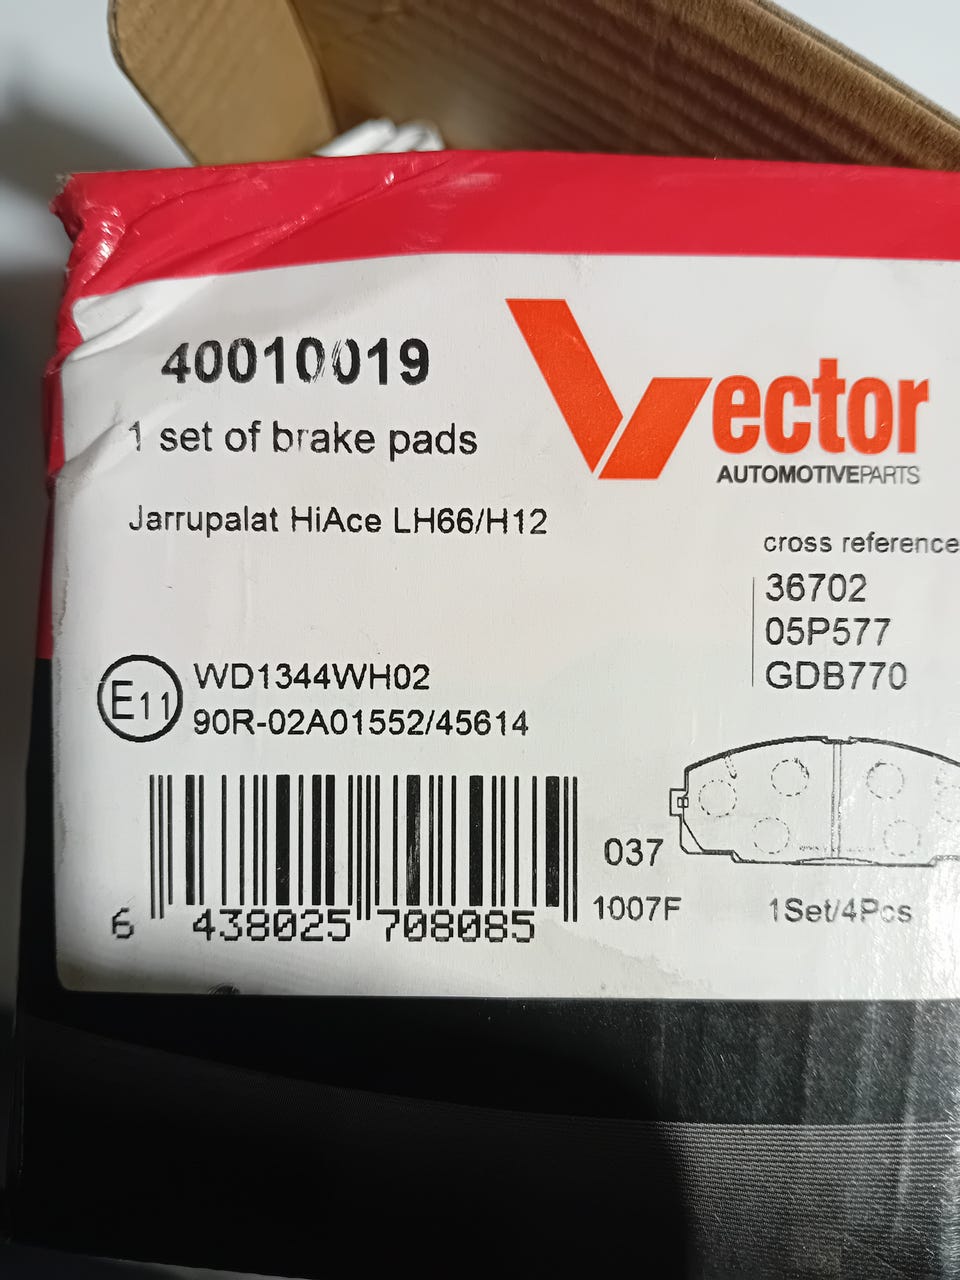 40010019
1 set of brake pads
Jarrupalat HiAce LH66/H12
Vector
AUTOMOTIVEPARTS
cross reference
36702
05P577
GDB770
E11
WD1344WH02
90R-02A01552/45614
037
1007F
1Set/4Pcs
6 438025 708085